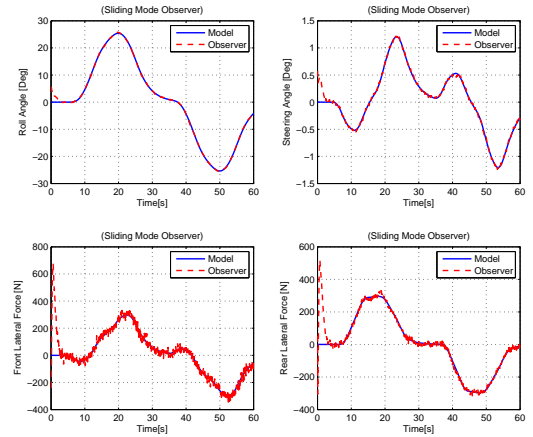 (Sliding Mode Observer)
30
20
10
0
−10
−20
−30
0 10 20 30 40 50 60
Roll Angle [Deg]
Time[s]
Model
Observer
(Sliding Mode Observer)
1.5
1
0.5
0
−0.5
−1
−1.5
0 10 20 30 40 50 60
Steering Angle [Deg]
Time[s]
Model
Observer
(Sliding Mode Observer)
800
600
400
200
0
−200
−400
0 10 20 30 40 50 60
Front Lateral Force [N]
Time[s]
Model
Observer
(Sliding Mode Observer)
600
400
200
0
−200
−400
0 10 20 30 40 50 60
Rear Lateral Force [N]
Time[s]
Model
Observer